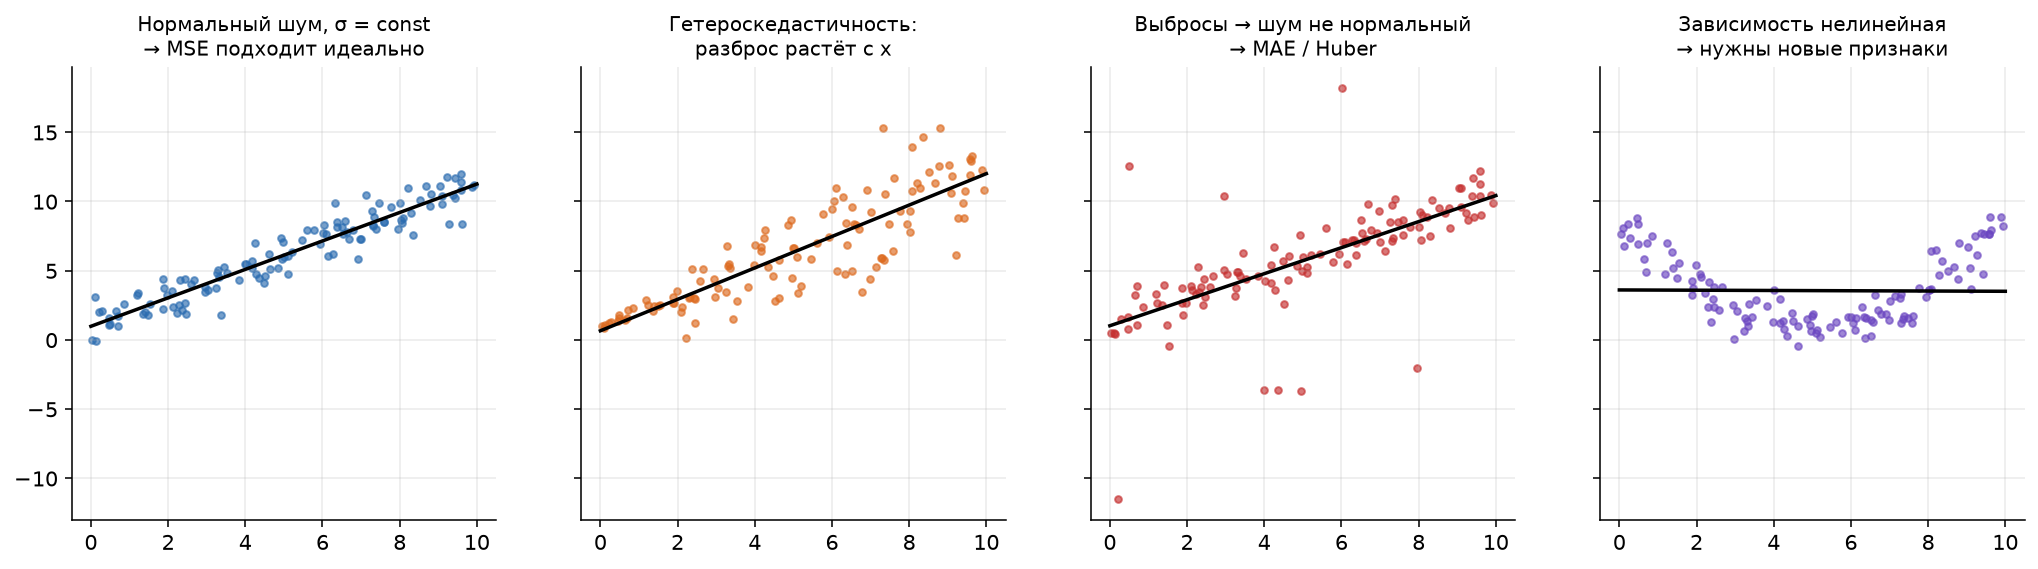 Нормальный шум, σ = const
→ MSE подходит идеально
Гетероскедастичность:
разброс растёт с x
Выбросы → шум не нормальный
→ MAE / Huber
Зависимость нелинейная
→ нужны новые признаки
15
10
5
0
−5
−10
0 2 4 6 8 10
0 2 4 6 8 10
0 2 4 6 8 10
0 2 4 6 8 10